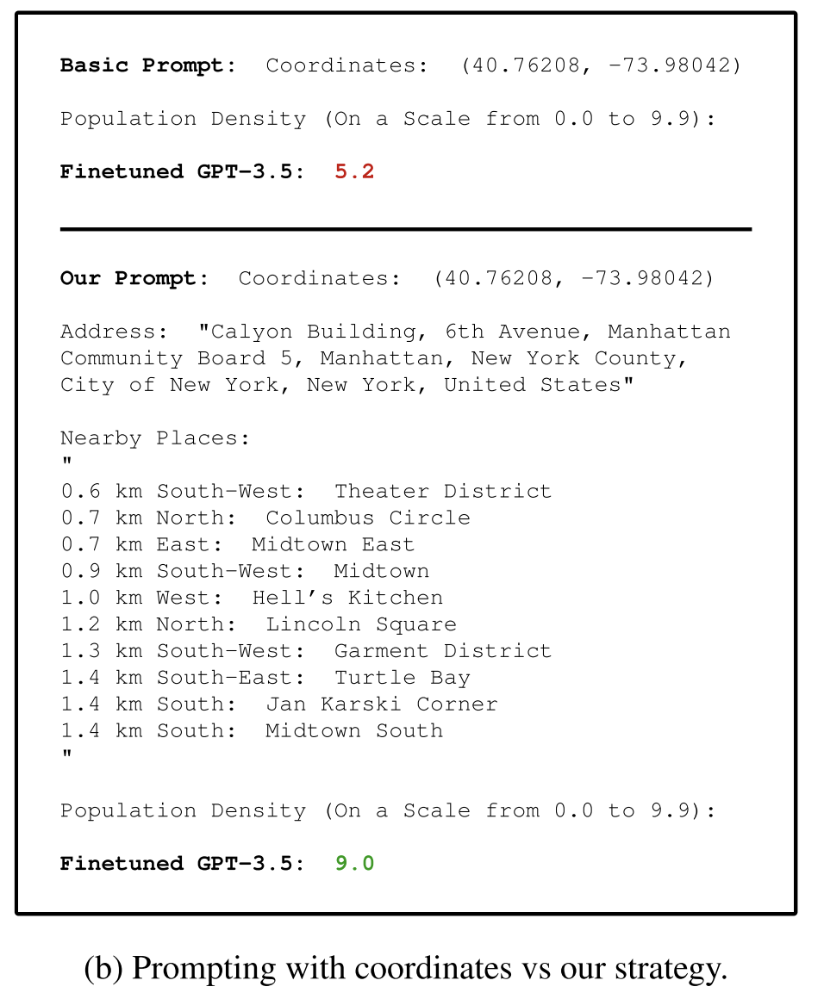 Basic Prompt: Coordinates: (40.76208, -73.98042)
Population Density (On a Scale from 0.0 to 9.9):
Finetuned GPT-3.5: 5.2
Our Prompt: Coordinates: (40.76208, -73.98042)
Address: "Calyon Building, 6th Avenue, Manhattan
Community Board 5, Manhattan, New York County,
City of New York, New York, United States"
Nearby Places:
"
0.6 km South-West: Theater District
0.7 km North: Columbus Circle
0.7 km East: Midtown East
0.9 km South-West: Midtown
1.0 km West: Hell's Kitchen
1.2 km North: Lincoln Square
1.3 km South-West: Garment District
1.4 km South-East: Turtle Bay
1.4 km South: Jan Karski Corner
1.4 km South: Midtown South
"
Population Density (On a Scale from 0.0 to 9.9):
Finetuned GPT-3.5: 9.0
(b) Prompting with coordinates vs our strategy.